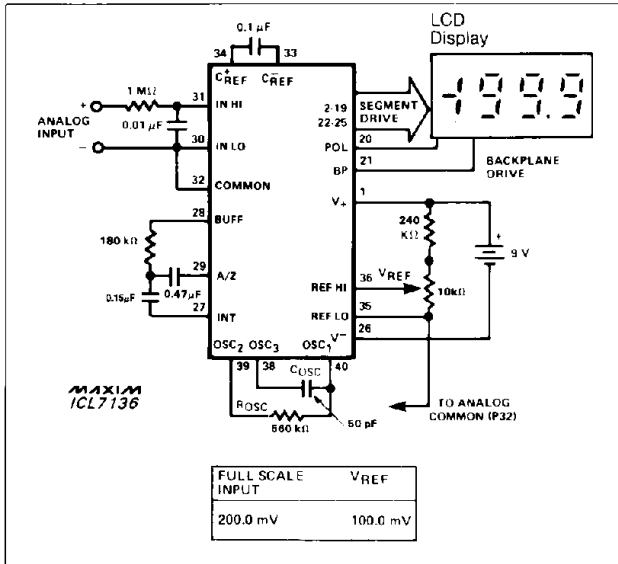 LCD
Display
0.1 μF
34 33
C+REF C−REF
1 MΩ
31
IN HI
+
ANALOG
INPUT
0.01 μF
30
IN LO
−
32
COMMON
28
BUFF
180 kΩ
29
A/Z
0.47μF
0.15μF
27
INT
2-19
22-25
SEGMENT
DRIVE
-199.9
20
POL
21
BP
BACKPLANE
DRIVE
1
V+
240
KΩ
+
9 V
36
VREF
REF HI
10kΩ
35
REF LO
V−
26
OSC2 OSC3 OSC1
39 38 40
COSC
ROSC
560 kΩ
50 pF
TO ANALOG
COMMON (P32)
MAXIM
ICL7136
FULL SCALE
INPUT
VREF
200.0 mV 100.0 mV